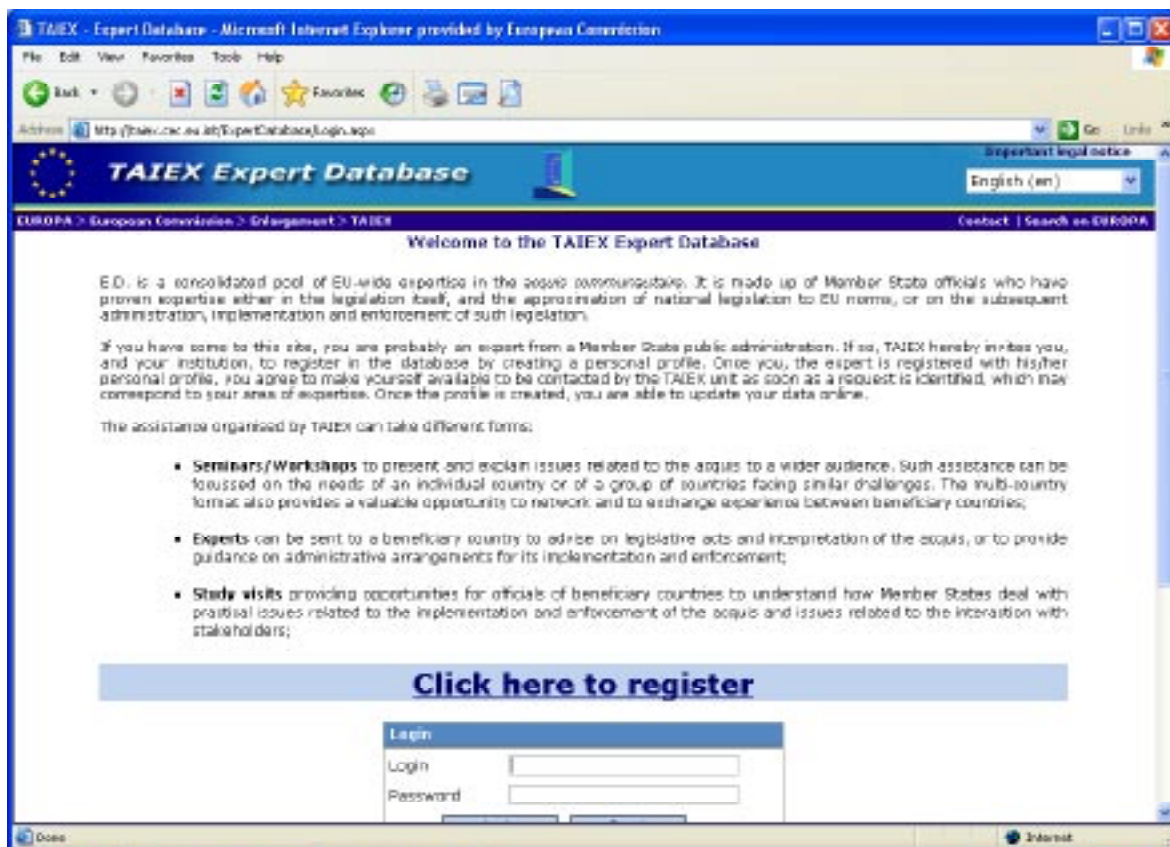 TAIEX - Expert Database - Microsoft Internet Explorer provided by European Commission
File Edit View Favorites Tools Help
Back Favorites
Address http://taiex.cec.eu.int/ExpertDatabase/Login.aspx Go Links
Important legal notice
TAIEX Expert Database
English (en)
EUROPA > European Commission > Enlargement > TAIEX Contact | Search on EUROPA
Welcome to the TAIEX Expert Database
E.D. is a consolidated pool of EU-wide expertise in the acquis communautaire. It is made up of Member State officials who have
proven expertise either in the legislation itself, and the approximation of national legislation to EU norms, or on the subsequent
administration, implementation and enforcement of such legislation.
If you have come to this site, you are probably an expert from a Member State public administration. If so, TAIEX hereby invites you,
and your institution, to register in the database by creating a personal profile. Once you, the expert is registered with his/her
personal profile, you agree to make yourself available to be contacted by the TAIEX unit as soon as a request is identified, which may
correspond to your area of expertise. Once the profile is created, you are able to update your data online.
The assistance organised by TAIEX can take different forms:
• Seminars/Workshops to present and explain issues related to the acquis to a wider audience. Such assistance can be
focussed on the needs of an individual country or of a group of countries facing similar challenges. The multi-country
format also provides a valuable opportunity to network and to exchange experience between beneficiary countries;
• Experts can be sent to a beneficiary country to advise on legislative acts and interpretation of the acquis, or to provide
guidance on administrative arrangements for its implementation and enforcement;
• Study visits providing opportunities for officials of beneficiary countries to understand how Member States deal with
practical issues related to the implementation and enforcement of the acquis and issues related to the interaction with
stakeholders;
Click here to register
Login
Login
Password
Done Internet